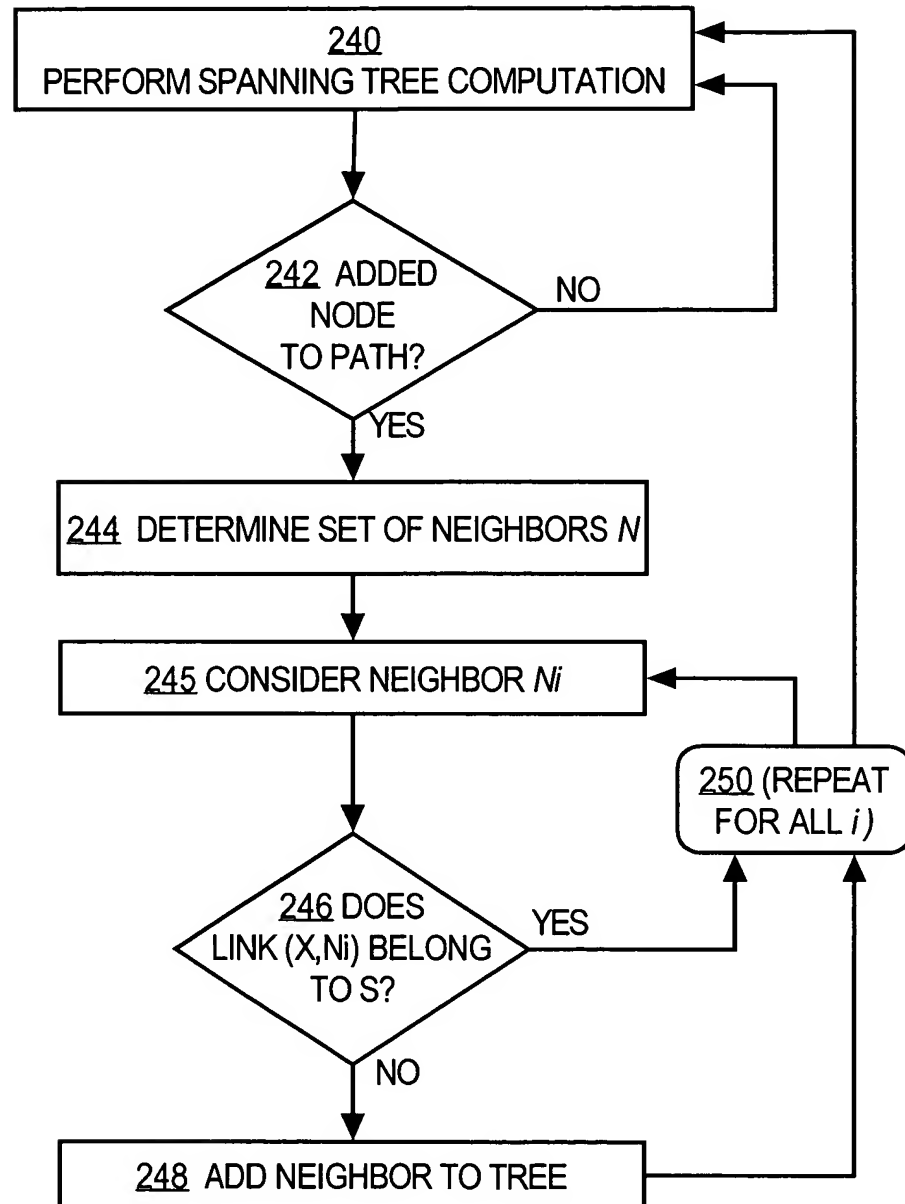 240
PERFORM SPANNING TREE COMPUTATION
242 ADDED
NODE
TO PATH?
NO
YES
244 DETERMINE SET OF NEIGHBORS N
245 CONSIDER NEIGHBOR Ni
250 (REPEAT
FOR ALL i)
246 DOES
LINK (X,Ni) BELONG
TO S?
YES
NO
248 ADD NEIGHBOR TO TREE